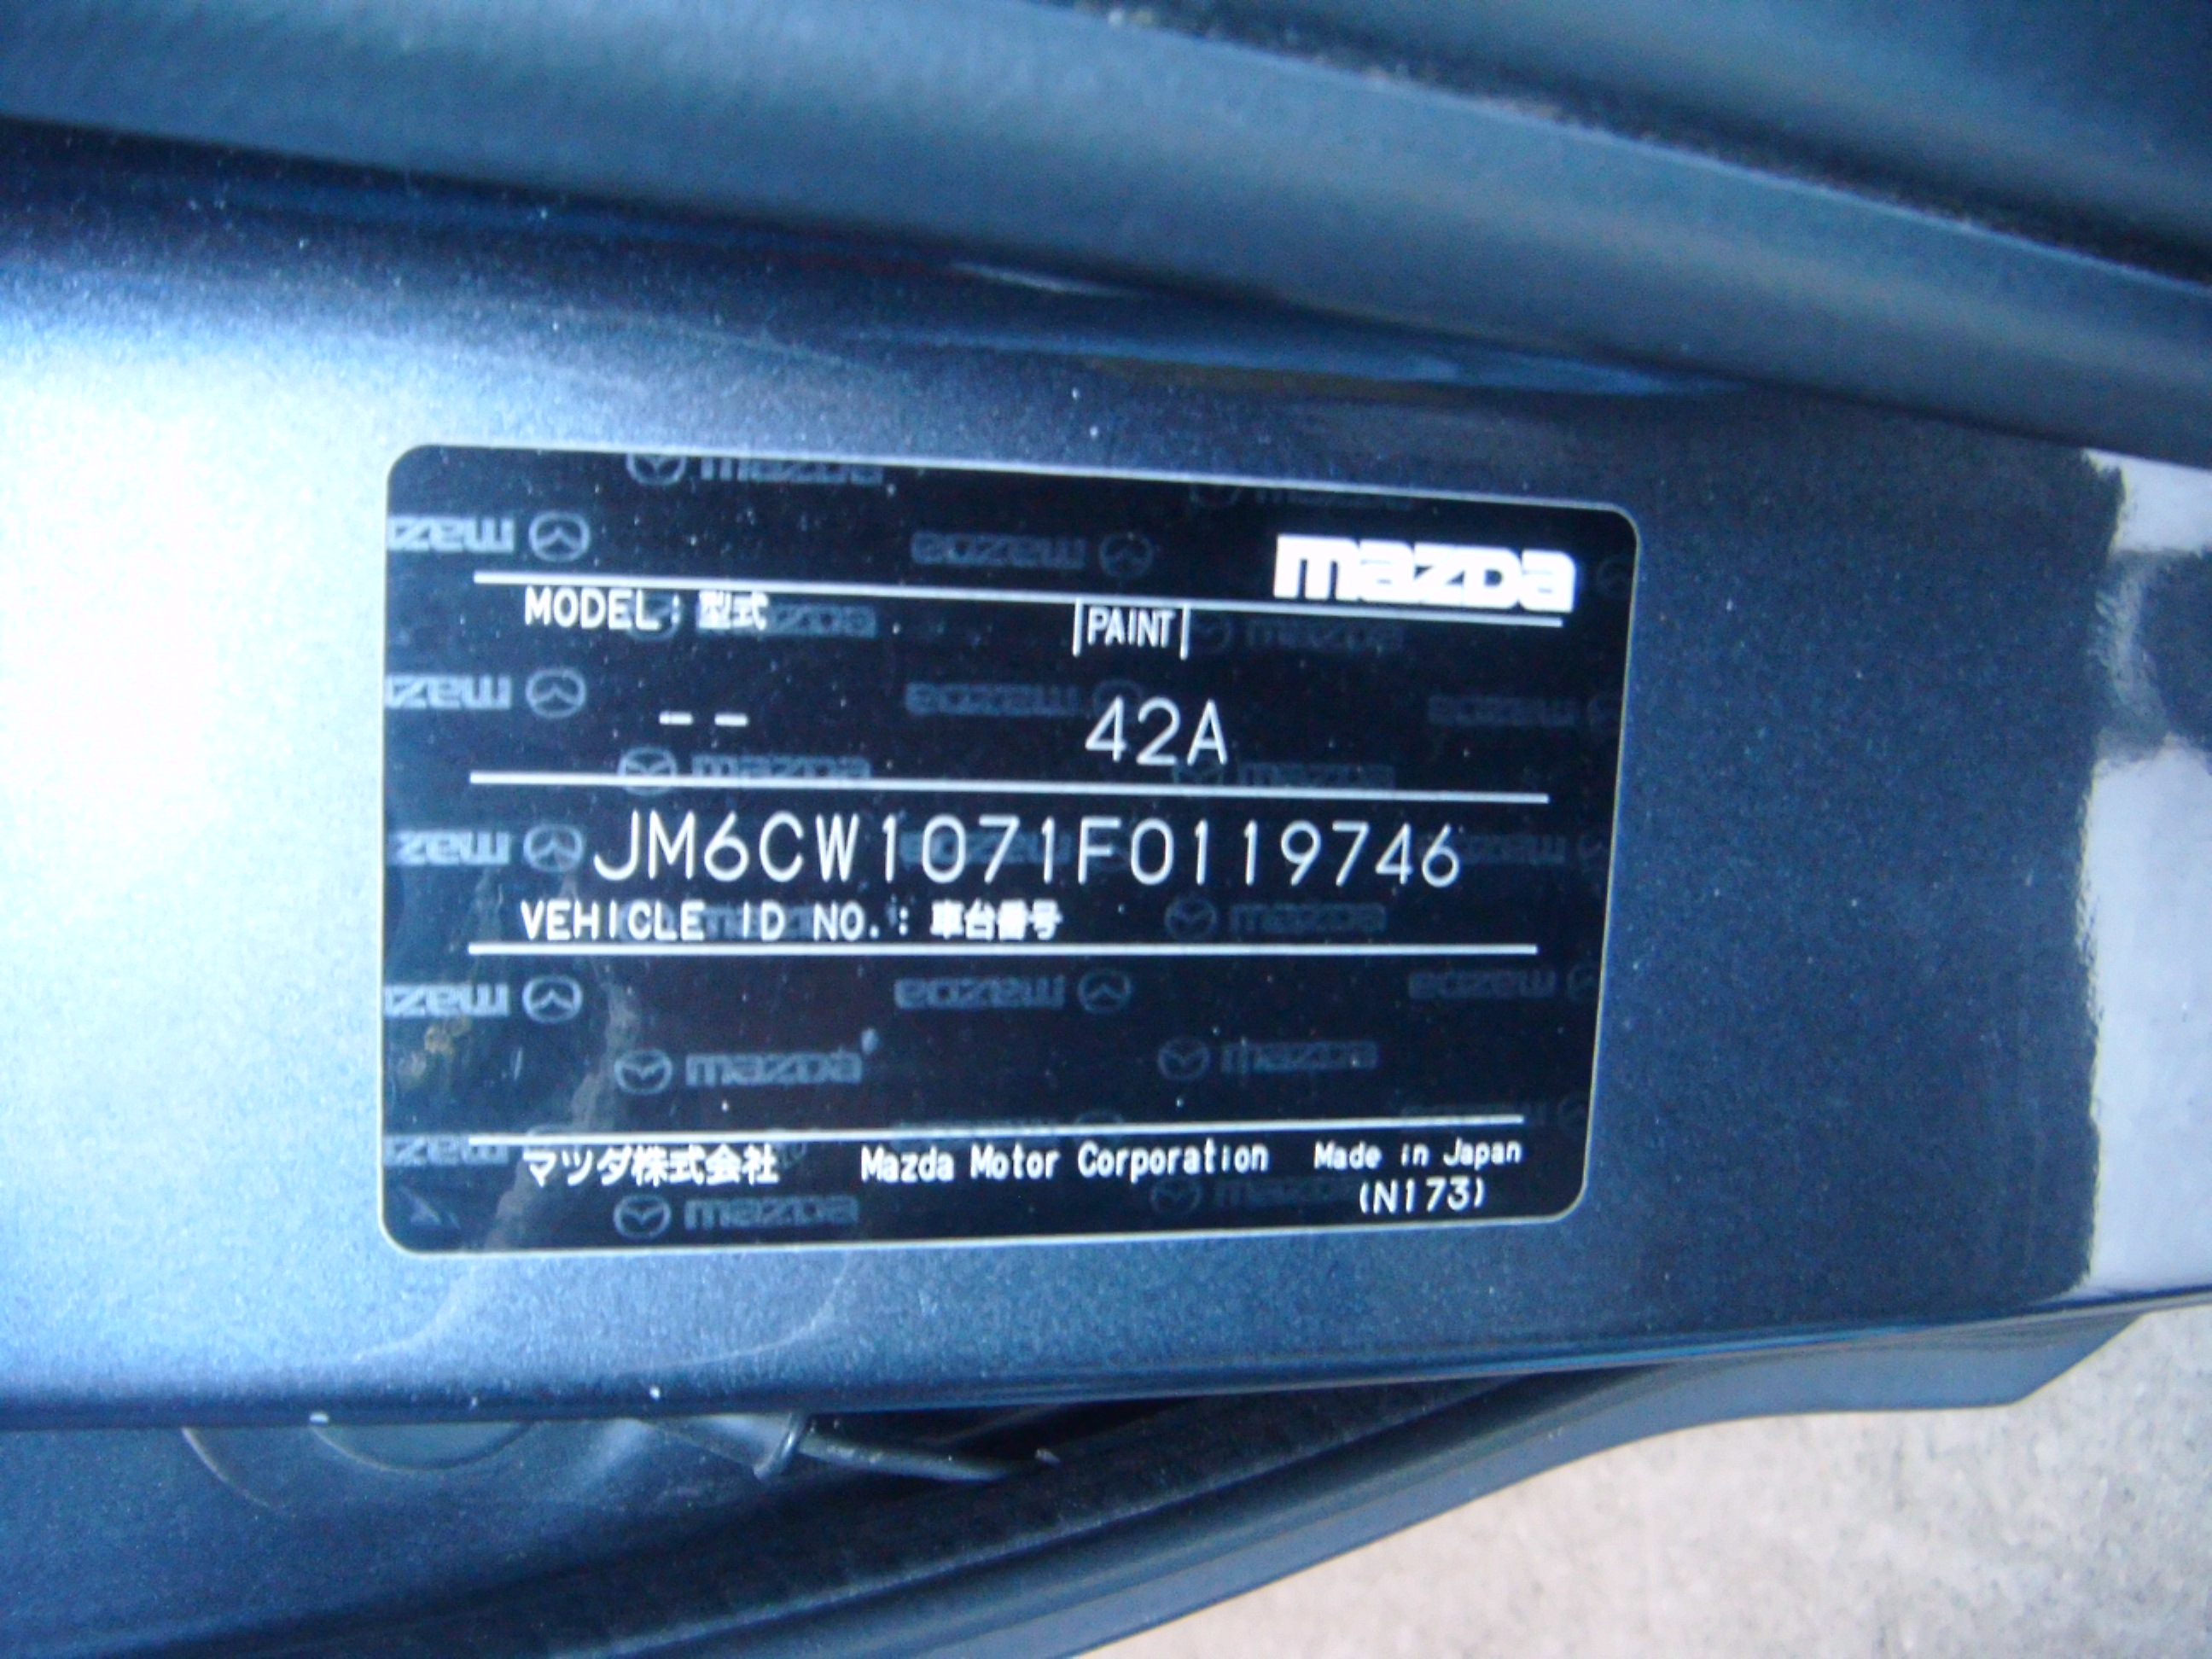 mazda
MODEL: 型式 PAINT
-- 42A
JM6CW1071F0119746
VEHICLE ID NO.: 車台番号
マツダ株式会社 Mazda Motor Corporation Made in Japan
(N173)